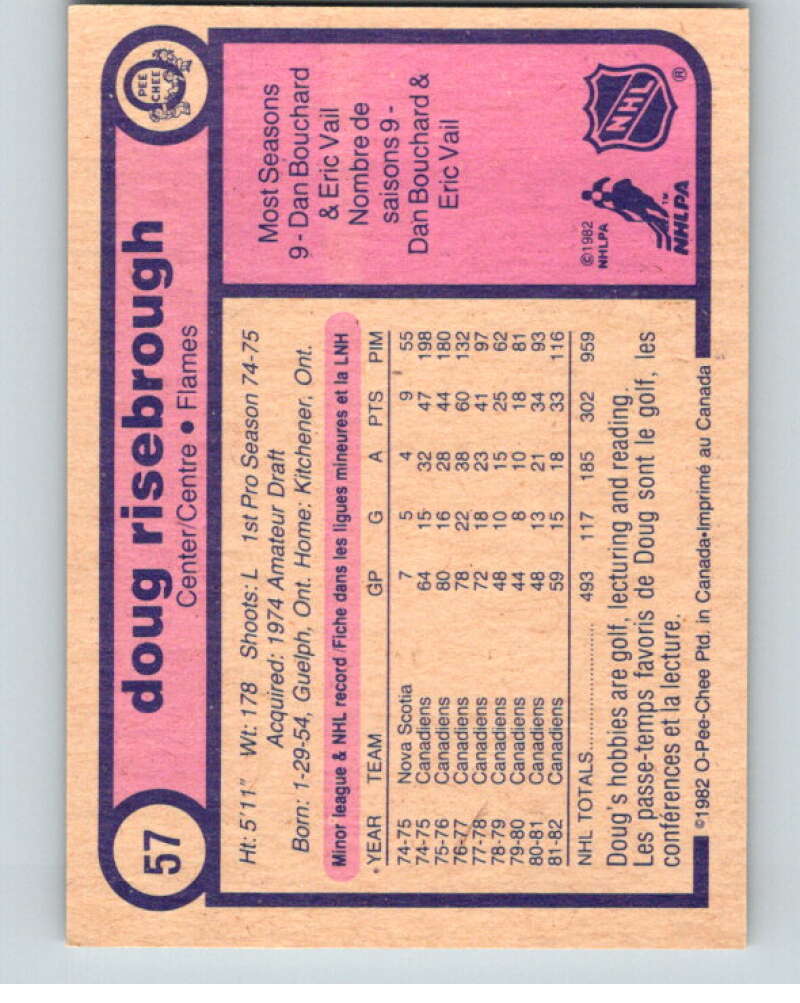 57
doug risebrough
Center/Centre • Flames
PEE
CHEE
Ht: 5'11" Wt: 178 Shoots: L 1st Pro Season 74-75
Acquired: 1974 Amateur Draft
Born: 1-29-54, Guelph, Ont. Home: Kitchener, Ont.
Minor league & NHL record/Fiche dans les ligues mineures et la LNH
YEAR TEAM GP G A PTS PIM
74-75 Nova Scotia 7 5 4 9 55
74-75 Canadiens 64 15 32 47 198
75-76 Canadiens 80 16 28 44 180
76-77 Canadiens 78 22 38 60 132
77-78 Canadiens 72 18 23 41 97
78-79 Canadiens 48 10 15 25 62
79-80 Canadiens 44 8 10 18 81
80-81 Canadiens 48 13 21 34 93
81-82 Canadiens 59 15 18 33 116
NHL TOTALS.................... 493 117 185 302 959
Doug's hobbies are golf, lecturing and reading.
Les passe-temps favoris de Doug sont le golf, les
conférences et la lecture.
©1982 O-Pee-Chee Ptd. in Canada•Imprimé au Canada
Most Seasons
9 - Dan Bouchard
& Eric Vail
Nombre de
saisons 9 -
Dan Bouchard &
Eric Vail
©1982
NHLPA
NHLPA™
NHL®